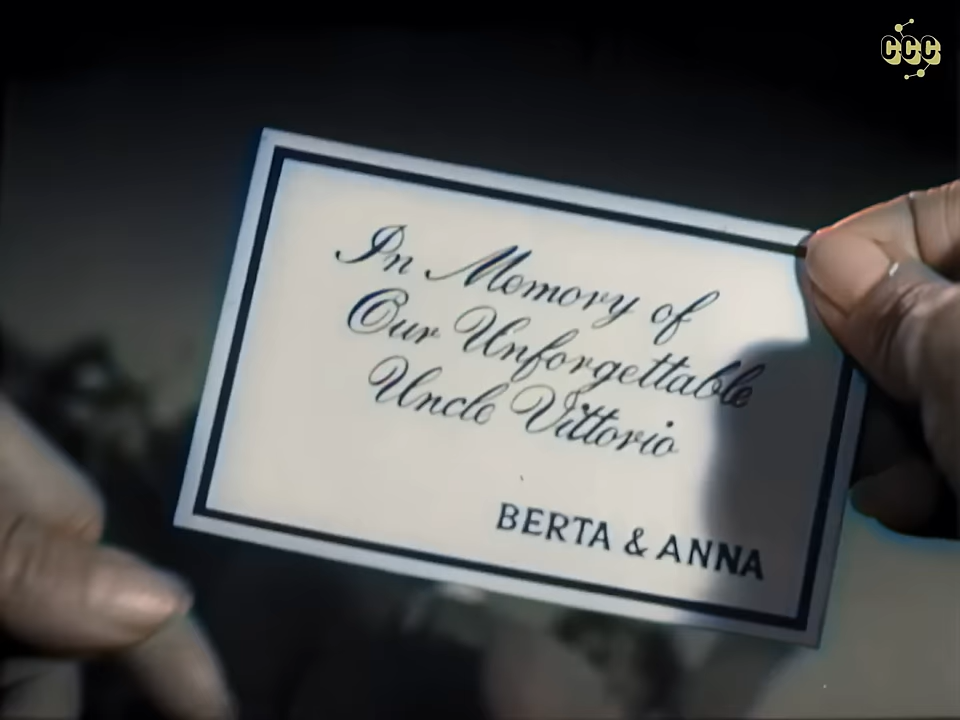 CCC
In Memory of
Our Unforgettable
Uncle Vittorio
BERTA & ANNA